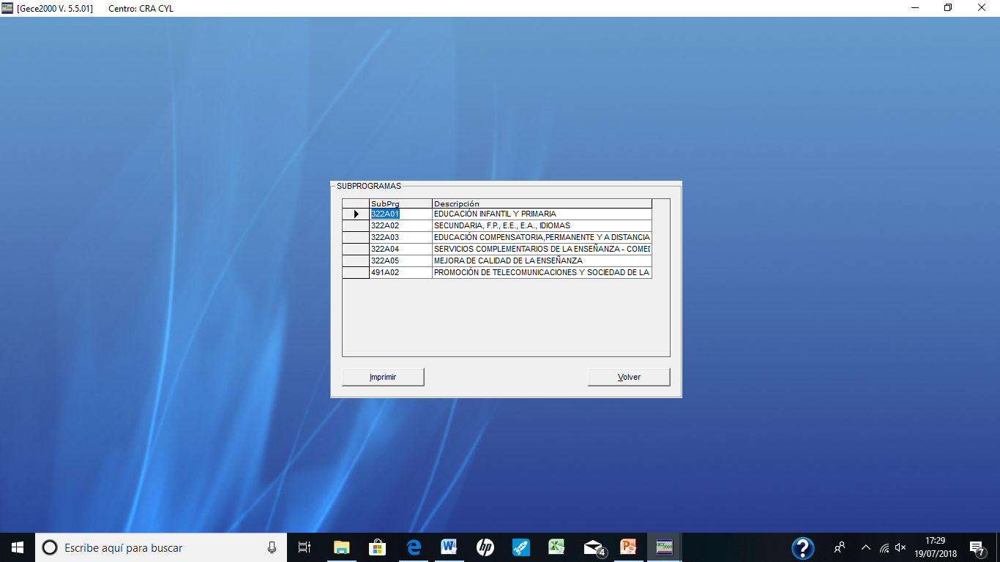 [Gece2000 V. 5.5.01] Centro: CRA CYL
SUBPROGRAMAS
SubPrg Descripción
322A01 EDUCACIÓN INFANTIL Y PRIMARIA
322A02 SECUNDARIA, F.P., E.E., E.A., IDIOMAS
322A03 EDUCACIÓN COMPENSATORIA,PERMANENTE Y A DISTANCIA
322A04 SERVICIOS COMPLEMENTARIOS DE LA ENSEÑANZA - COMED
322A05 MEJORA DE CALIDAD DE LA ENSEÑANZA
491A02 PROMOCIÓN DE TELECOMUNICACIONES Y SOCIEDAD DE LA
Imprimir Volver
Escribe aquí para buscar
4
17:29
19/07/2018
7